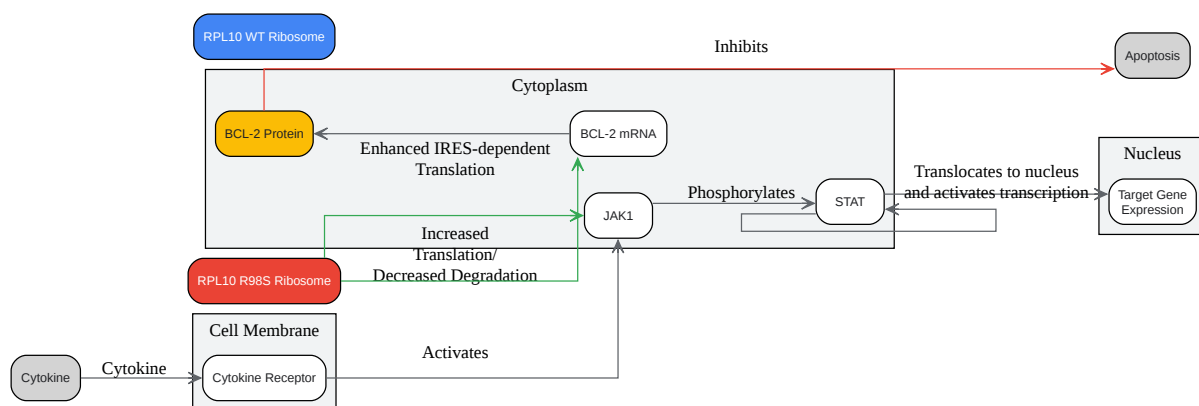 RPL10 WT Ribosome
Inhibits
Apoptosis
Cytoplasm
BCL-2 Protein
BCL-2 mRNA
Enhanced IRES-dependent
Translation
Nucleus
Translocates to nucleus
and activates transcription
Target Gene
Expression
Phosphorylates
STAT
JAK1
Increased
Translation/
Decreased Degradation
RPL10 R98S Ribosome
Cell Membrane
Activates
Cytokine
Cytokine
Cytokine Receptor